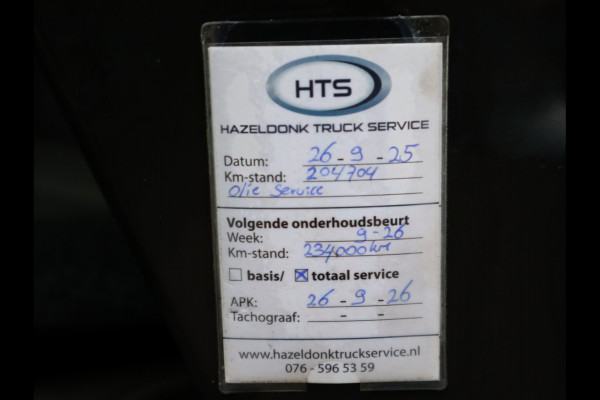 HTS
HAZELDONK TRUCK SERVICE
Datum: 26 - 9 - 25
Km-stand: 204704
Olie Service
Volgende onderhoudsbeurt
Week: 9-26
Km-stand: 234000km
basis/ totaal service
APK: 26 - 9 - 26
Tachograaf: - -
www.hazeldonktruckservice.nl
076 - 596 53 59